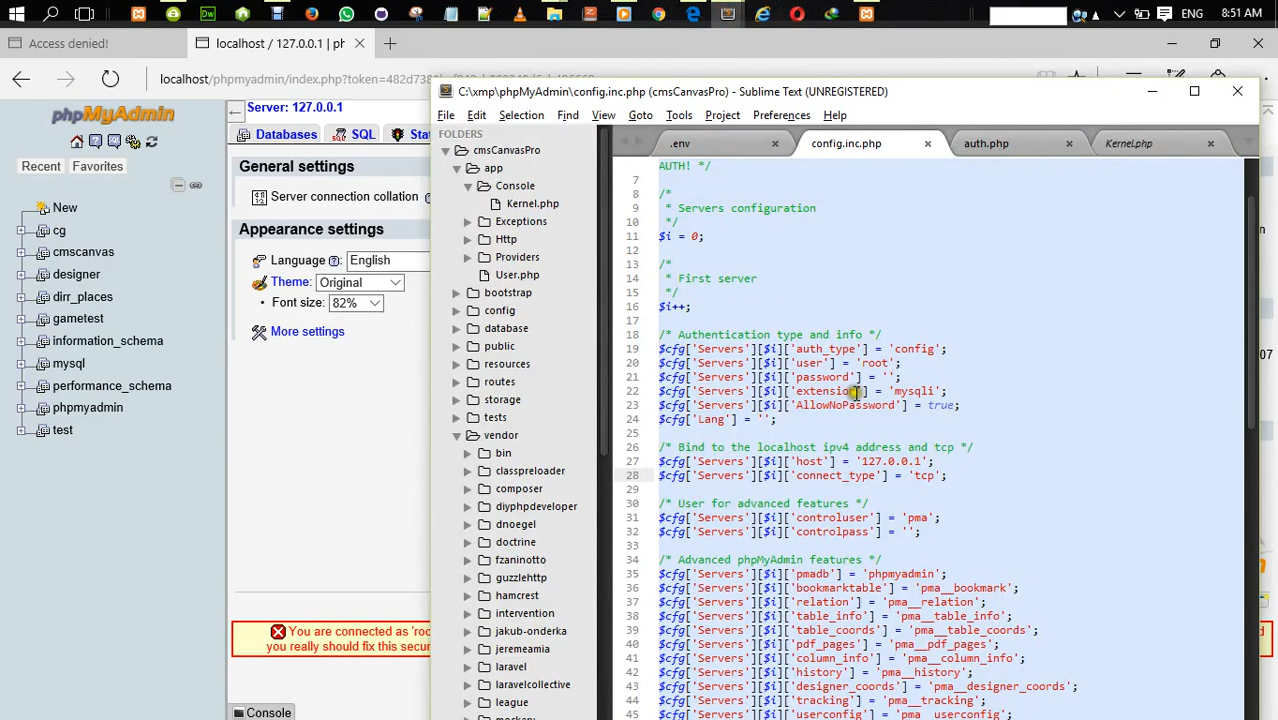 Ai
Dw
ENG
8:51 AM
Access denied!
localhost / 127.0.0.1 | ph
localhost/phpmyadmin/index.php?token=482d738
C:\xmp\phpMyAdmin\config.inc.php (cmsCanvasPro) - Sublime Text (UNREGISTERED)
File Edit Selection Find View Goto Tools Project Preferences Help
phpMyAdmin
Recent Favorites
New
cg
cmscanvas
designer
dirr_places
gametest
information_schema
mysql
performance_schema
phpmyadmin
test
Server: 127.0.0.1
Databases SQL Stat
General settings
Server connection collation
Appearance settings
Language English
Theme: Original
Font size: 82%
More settings
You are connected as 'roo
you really should fix this secur
Console
FOLDERS
cmsCanvasPro
app
Console
Kernel.php
Exceptions
Http
Providers
User.php
bootstrap
config
database
public
resources
routes
storage
tests
vendor
bin
classpreloader
composer
diyphpdeveloper
dnoegel
doctrine
fzaninotto
guzzlehttp
hamcrest
intervention
jakub-onderka
jeremeamia
laravel
laravelcollective
league
mockery
.env config.inc.php auth.php Kernel.php
AUTH! */
7
8 /*
9 * Servers configuration
10 */
11 $i = 0;
12
13 /*
14 * First server
15 */
16 $i++;
17
18 /* Authentication type and info */
19 $cfg['Servers'][$i]['auth_type'] = 'config';
20 $cfg['Servers'][$i]['user'] = 'root';
21 $cfg['Servers'][$i]['password'] = '';
22 $cfg['Servers'][$i]['extension'] = 'mysqli';
23 $cfg['Servers'][$i]['AllowNoPassword'] = true;
24 $cfg['Lang'] = '';
25
26 /* Bind to the localhost ipv4 address and tcp */
27 $cfg['Servers'][$i]['host'] = '127.0.0.1';
28 $cfg['Servers'][$i]['connect_type'] = 'tcp';
29
30 /* User for advanced features */
31 $cfg['Servers'][$i]['controluser'] = 'pma';
32 $cfg['Servers'][$i]['controlpass'] = '';
33
34 /* Advanced phpMyAdmin features */
35 $cfg['Servers'][$i]['pmadb'] = 'phpmyadmin';
36 $cfg['Servers'][$i]['bookmarktable'] = 'pma__bookmark';
37 $cfg['Servers'][$i]['relation'] = 'pma__relation';
38 $cfg['Servers'][$i]['table_info'] = 'pma__table_info';
39 $cfg['Servers'][$i]['table_coords'] = 'pma__table_coords';
40 $cfg['Servers'][$i]['pdf_pages'] = 'pma__pdf_pages';
41 $cfg['Servers'][$i]['column_info'] = 'pma__column_info';
42 $cfg['Servers'][$i]['history'] = 'pma__history';
43 $cfg['Servers'][$i]['designer_coords'] = 'pma__designer_coords';
44 $cfg['Servers'][$i]['tracking'] = 'pma__tracking';
45 $cfg['Servers'][$i]['userconfig'] = 'pma__userconfig';